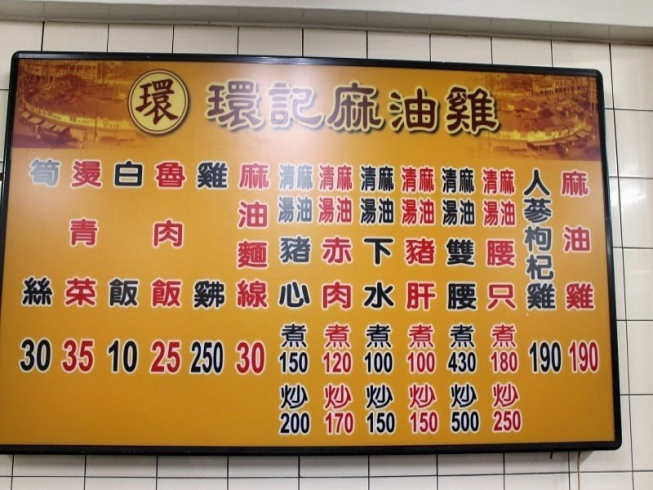 環
環記麻油雞
麻油雞 190
人蔘枸杞雞 190
麻油清湯腰只 煮180 炒250
麻油清湯雙腰 煮430 炒500
麻油清湯豬肝 煮100 炒150
麻油清湯下水 煮100 炒150
麻油清湯赤肉 煮120 炒170
麻油清湯豬心 煮150 炒200
麻油麵線 30
雞 250
魯肉飯 25
白飯 10
燙青菜 35
筍絲 30